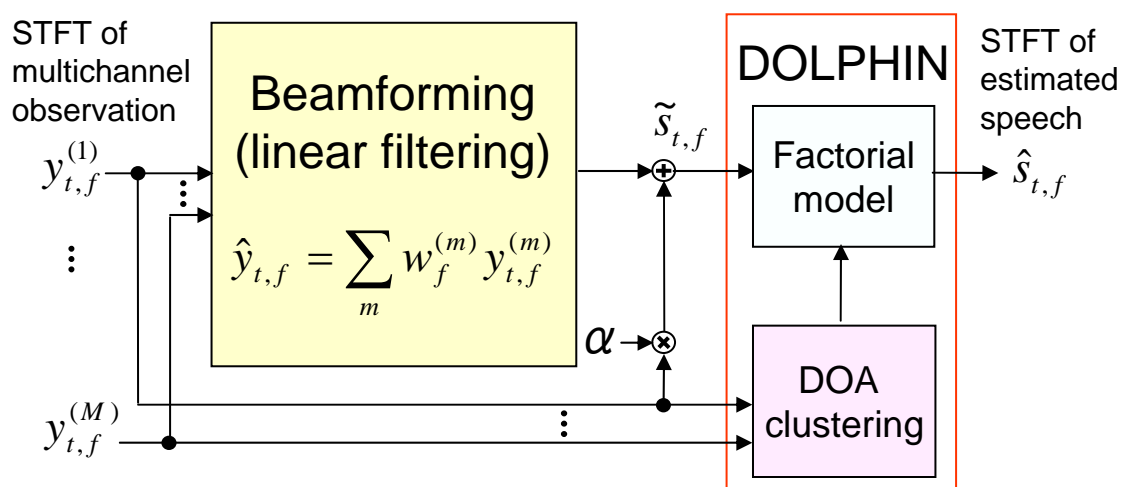 STFT of
multichannel
observation
y_{t,f}^{(1)}
⋮
y_{t,f}^{(M)}
⋮
Beamforming
(linear filtering)
ŷ_{t,f} = ∑_m w_f^{(m)} y_{t,f}^{(m)}
s̃_{t,f}
+
α
×
⋮
DOLPHIN
Factorial
model
DOA
clustering
STFT of
estimated
speech
ŝ_{t,f}